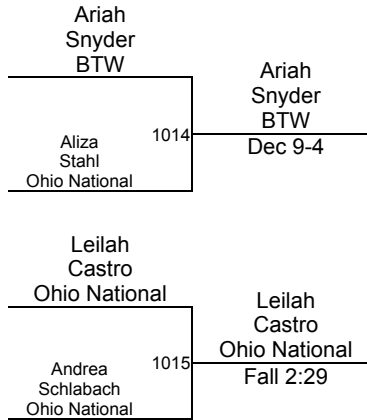 Ariah
Snyder
BTW
Aliza
Stahl
Ohio National
1014
Ariah
Snyder
BTW
Dec 9-4
Leilah
Castro
Ohio National
Andrea
Schlabach
Ohio National
1015
Leilah
Castro
Ohio National
Fall 2:29